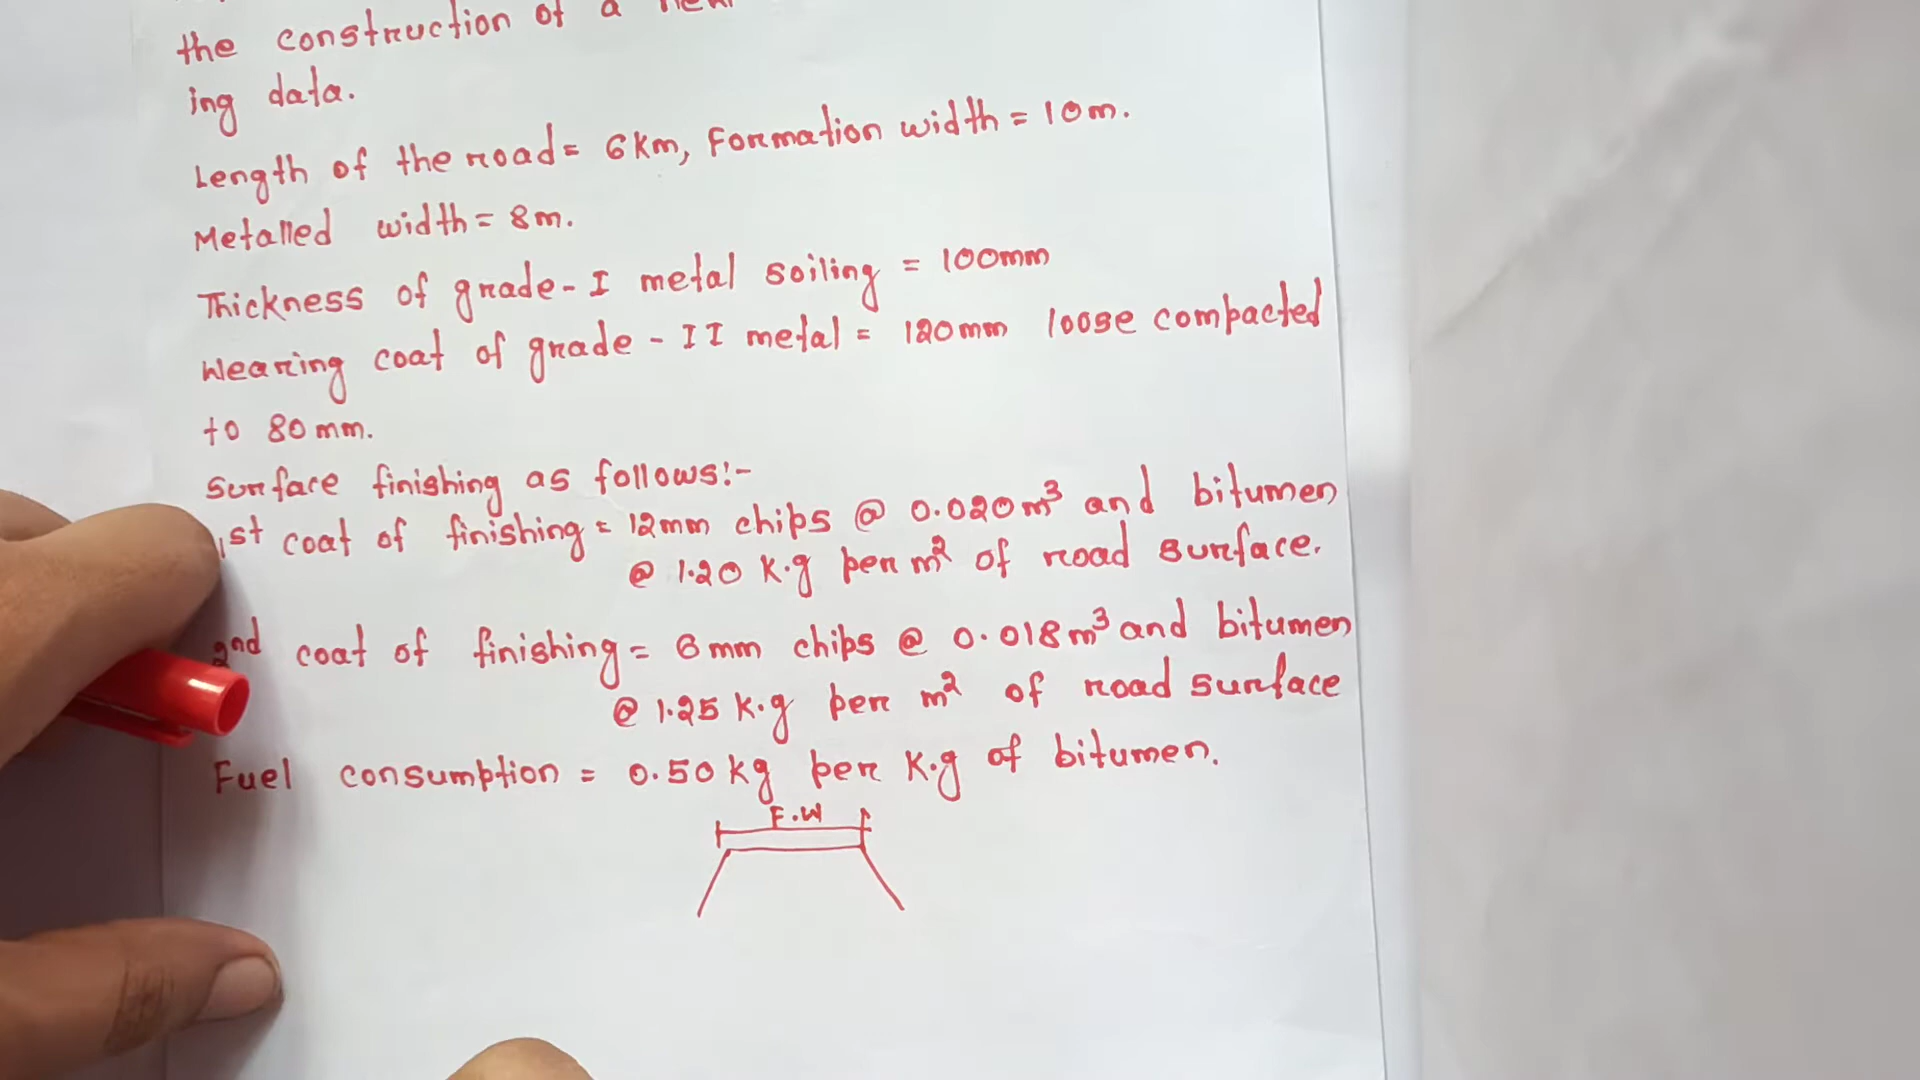 the construction of a
ing data.
Length of the road = 6km, Formation width = 10m.
Metalled width = 8m.
Thickness of grade-I metal soiling = 100mm
Wearing coat of grade-II metal = 120mm loose compacted
to 80mm.
Surface finishing as follows:-
1st coat of finishing = 12mm chips @ 0.020m³ and bitumen
@ 1.20 K.g per m² of road surface.
2nd coat of finishing = 6mm chips @ 0.018m³ and bitumen
@ 1.25 K.g per m² of road surface
Fuel consumption = 0.50kg per K.g of bitumen.
F.W